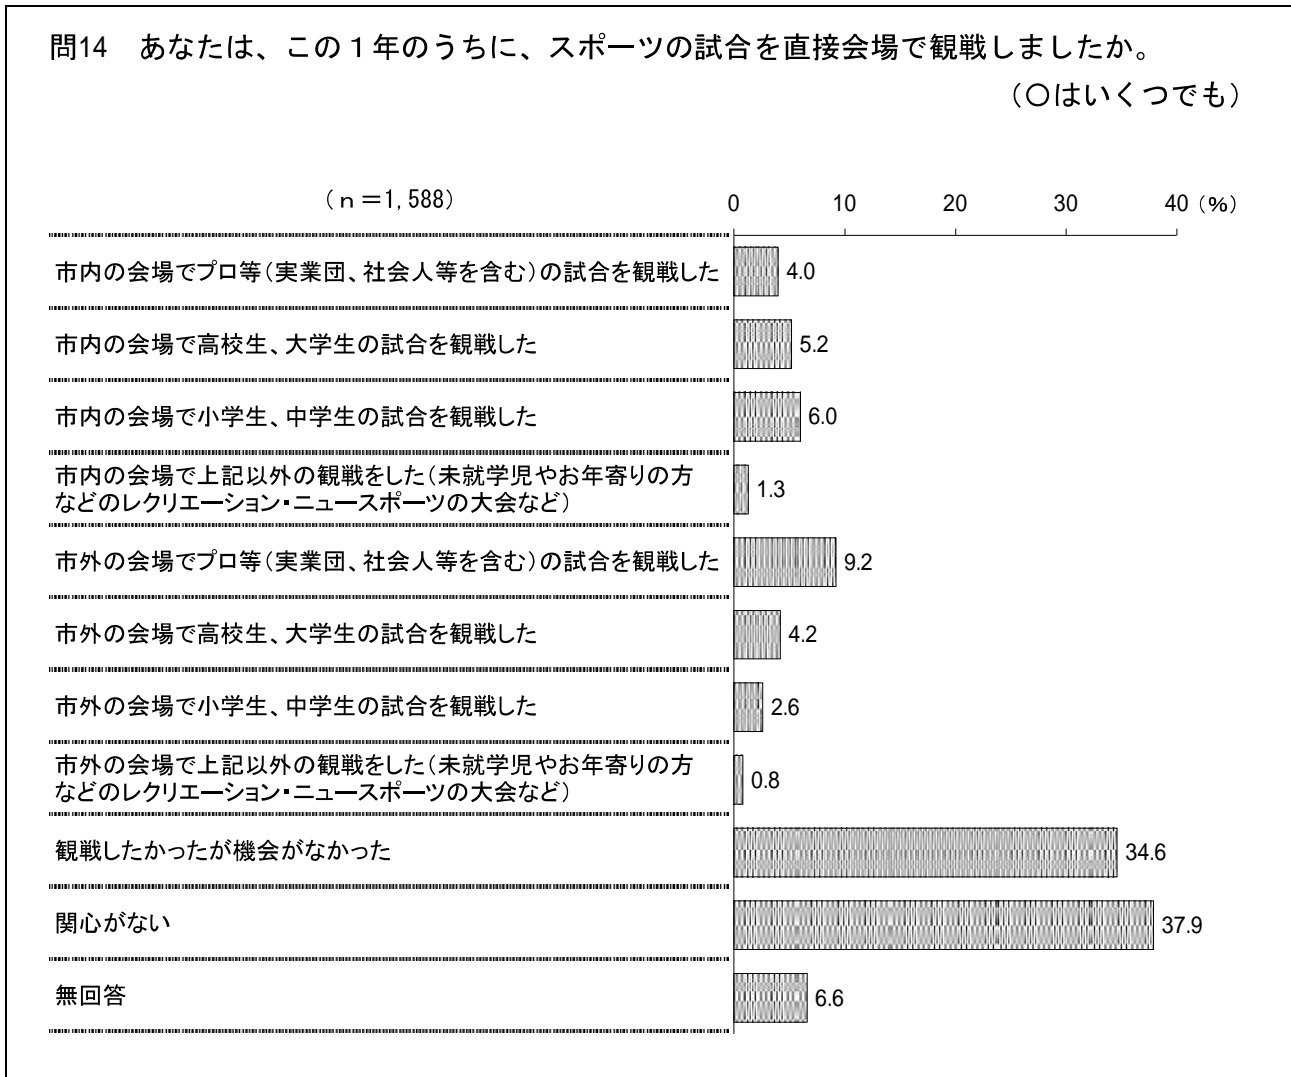 問14　あなたは、この１年のうちに、スポーツの試合を直接会場で観戦しましたか。
（○はいくつでも）
（ｎ＝1,588）
0 10 20 30 40（％）
市内の会場でプロ等（実業団、社会人等を含む）の試合を観戦した 4.0
市内の会場で高校生、大学生の試合を観戦した 5.2
市内の会場で小学生、中学生の試合を観戦した 6.0
市内の会場で上記以外の観戦をした（未就学児やお年寄りの方
などのレクリエーション・ニュースポーツの大会など） 1.3
市外の会場でプロ等（実業団、社会人等を含む）の試合を観戦した 9.2
市外の会場で高校生、大学生の試合を観戦した 4.2
市外の会場で小学生、中学生の試合を観戦した 2.6
市外の会場で上記以外の観戦をした（未就学児やお年寄りの方
などのレクリエーション・ニュースポーツの大会など） 0.8
観戦したかったが機会がなかった 34.6
関心がない 37.9
無回答 6.6